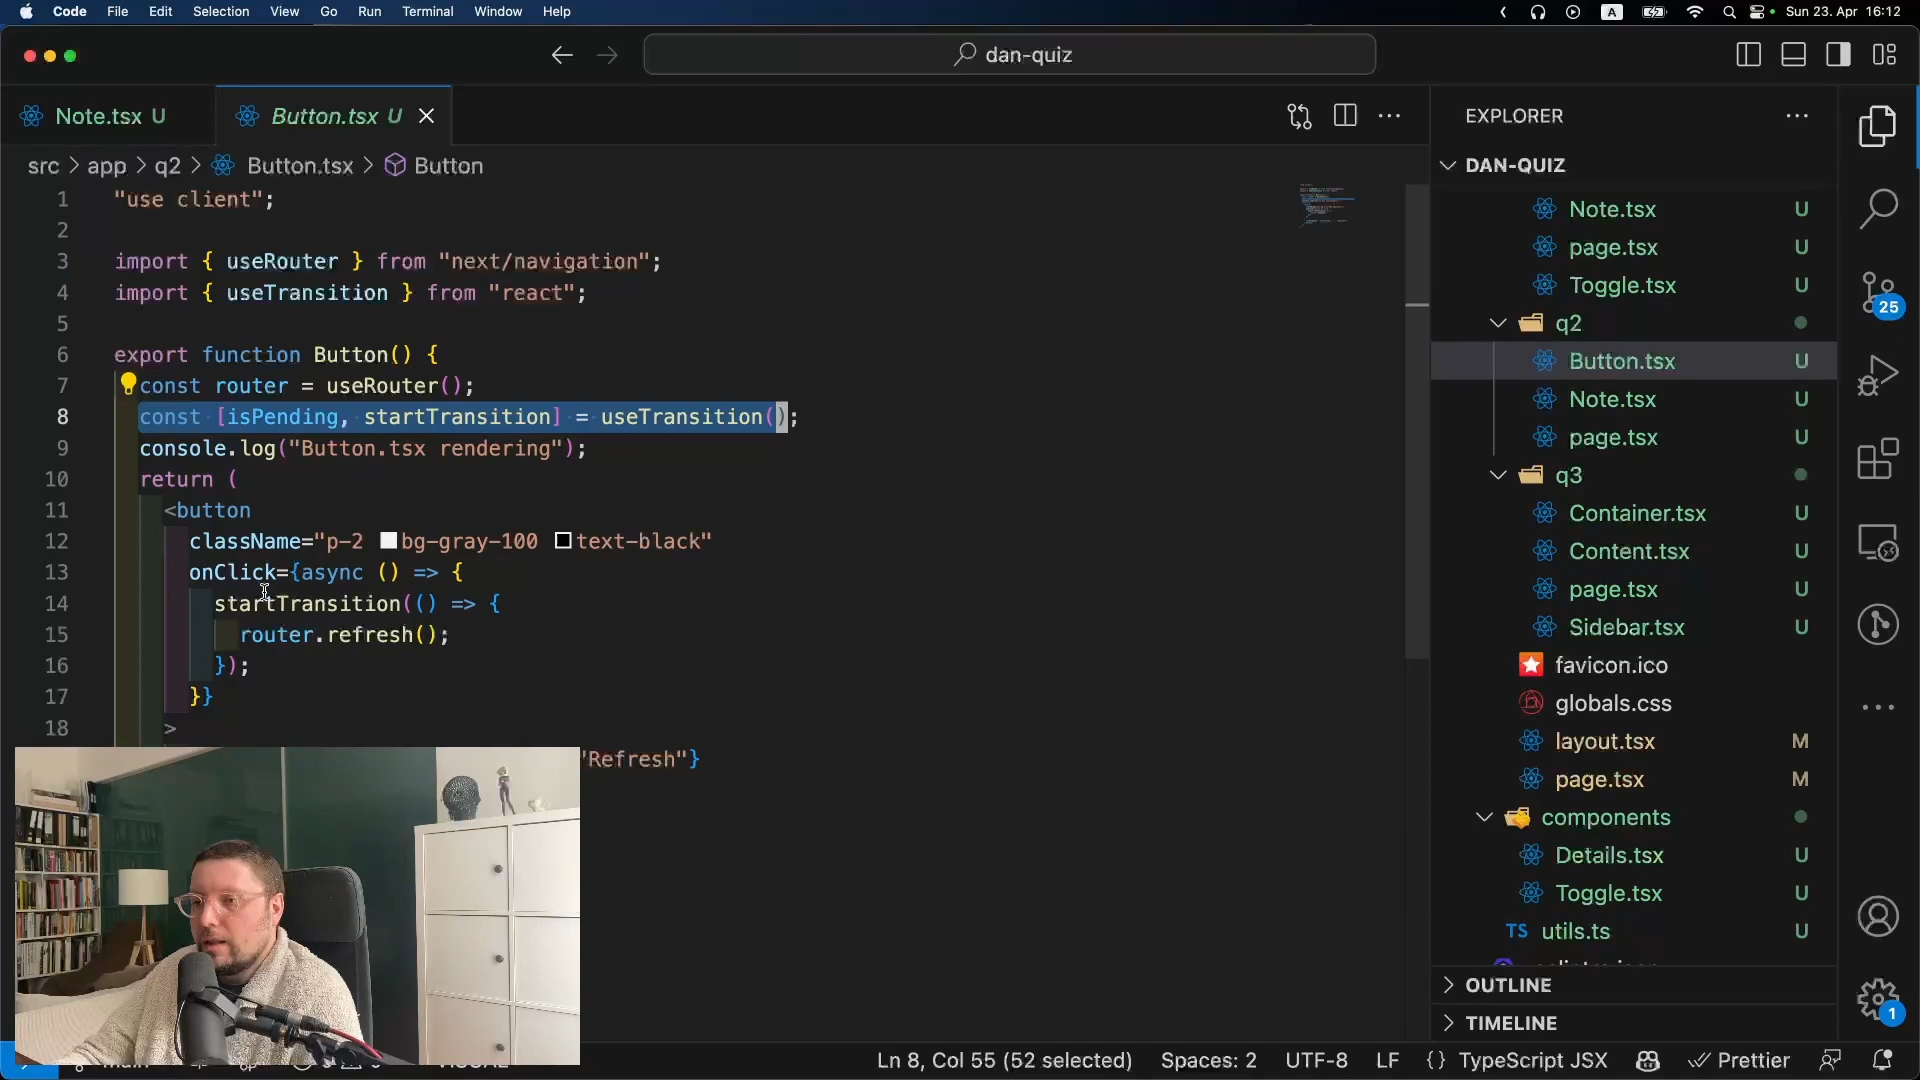 Code File Edit Selection View Go Run Terminal Window Help
A
Sun 23. Apr 16:12
dan-quiz
Note.tsx U
Button.tsx U
src > app > q2 > Button.tsx > Button
1 "use client";
2
3 import { useRouter } from "next/navigation";
4 import { useTransition } from "react";
5
6 export function Button() {
7 const router = useRouter();
8 const [isPending, startTransition] = useTransition();
9 console.log("Button.tsx rendering");
10 return (
11 <button
12 className="p-2 bg-gray-100 text-black"
13 onClick={async () => {
14 startTransition(() => {
15 router.refresh();
16 });
17 }}
18 >
"Refresh"}
EXPLORER
DAN-QUIZ
Note.tsx U
page.tsx U
Toggle.tsx U
q2
Button.tsx U
Note.tsx U
page.tsx U
q3
Container.tsx U
Content.tsx U
page.tsx U
Sidebar.tsx U
favicon.ico
globals.css
layout.tsx M
page.tsx M
components
Details.tsx U
Toggle.tsx U
TS utils.ts U
OUTLINE
TIMELINE
25
1
Ln 8, Col 55 (52 selected) Spaces: 2 UTF-8 LF {} TypeScript JSX Prettier